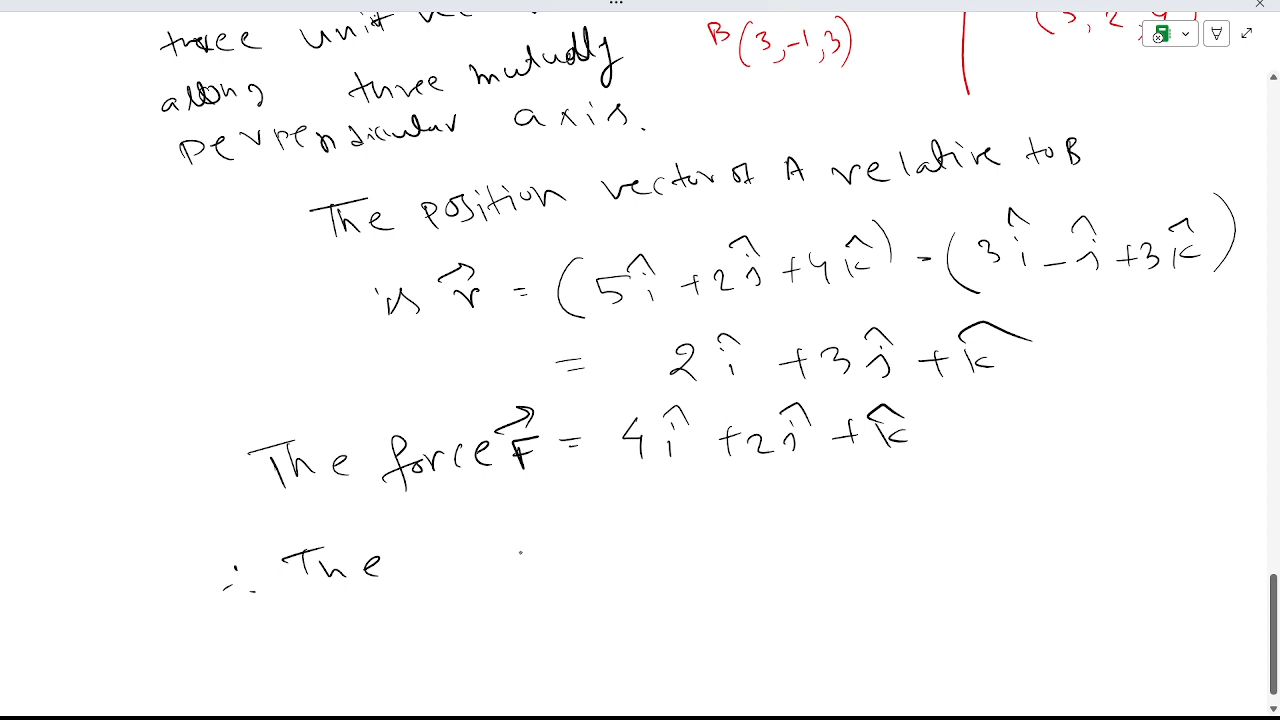 three unit vec
along three mutually
perpendicular axis.
B(3,-1,3)
The position vector of A relative to B
is r⃗ = (5î + 2ĵ + 4k̂) - (3î - ĵ + 3k̂)
= 2î + 3ĵ + k̂
The force F⃗ = 4î + 2ĵ + k̂
∴ The